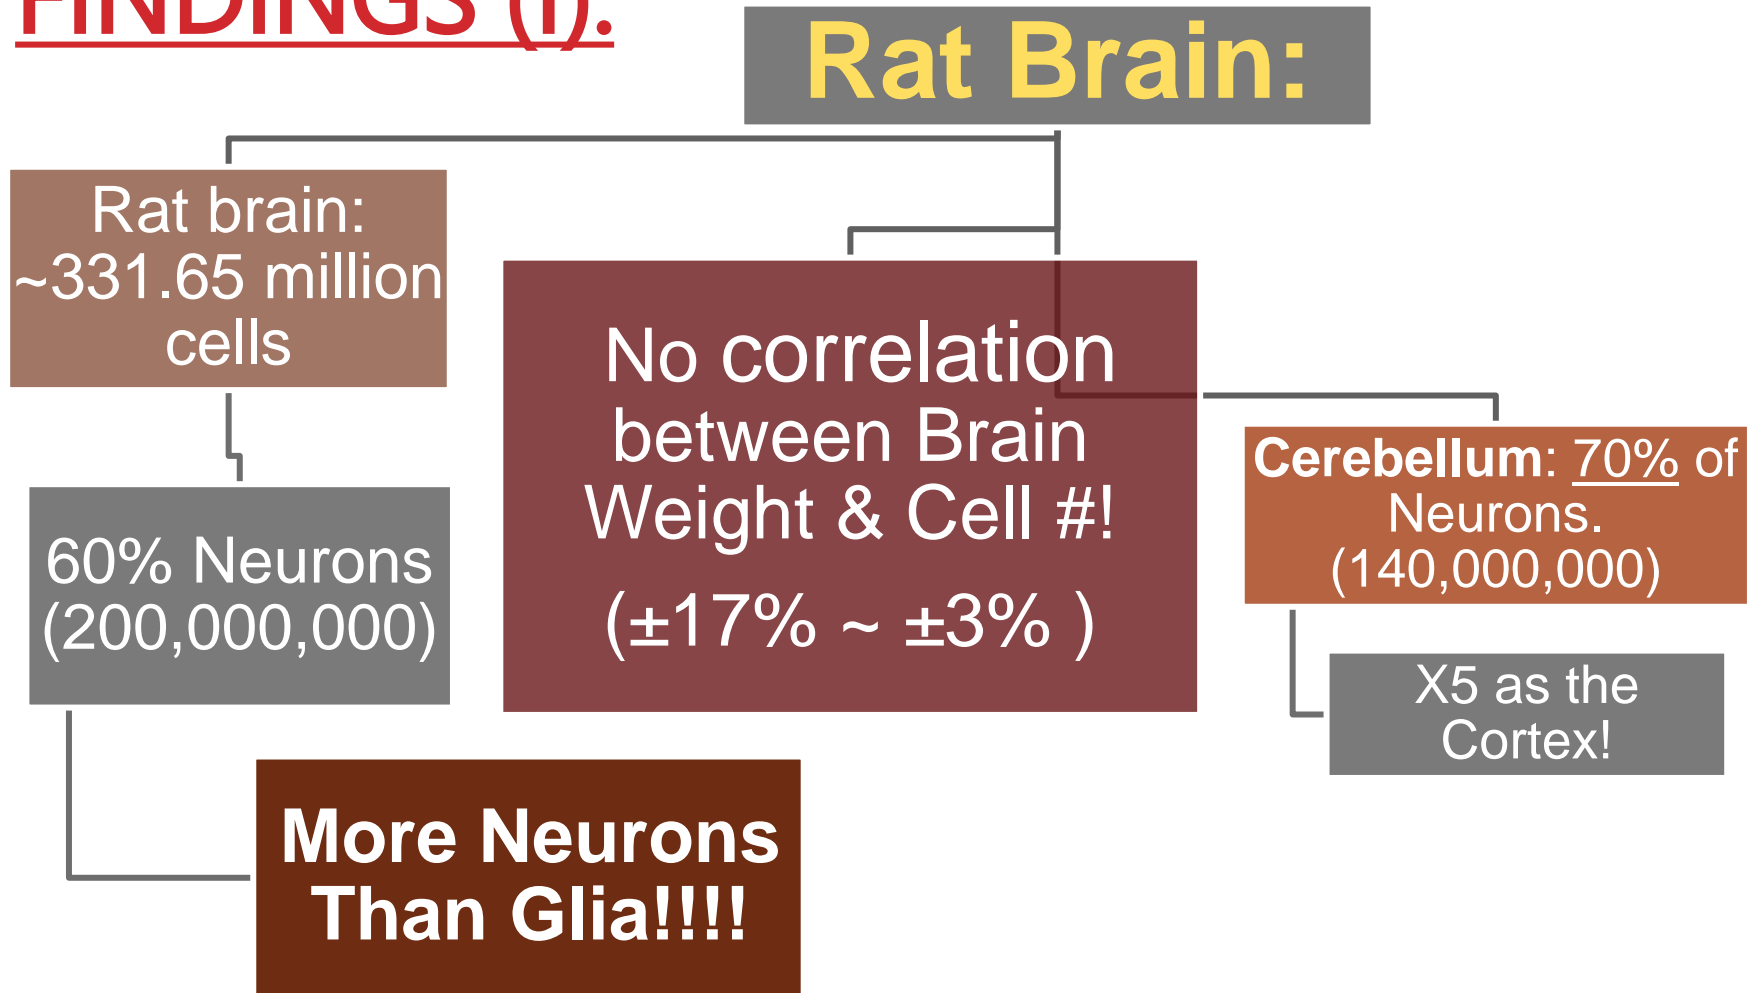 FINDINGS (I):
Rat Brain:
Rat brain:
~331.65 million
cells
60% Neurons
(200,000,000)
More Neurons
Than Glia!!!!
No correlation
between Brain
Weight & Cell #!
(±17% ~ ±3% )
Cerebellum: 70% of
Neurons.
(140,000,000)
X5 as the
Cortex!